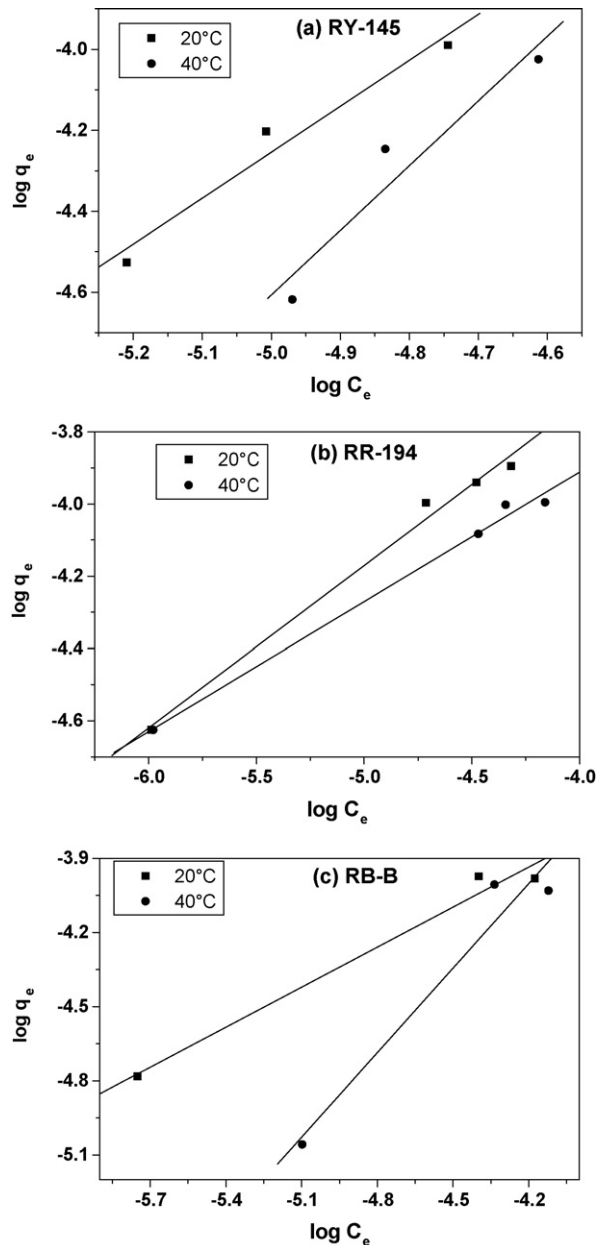 (a) RY-145
20°C
40°C
-4.0
-4.2
-4.4
-4.6
log q e
-5.2 -5.1 -5.0 -4.9 -4.8 -4.7 -4.6
log C e
(b) RR-194
20°C
40°C
-3.8
-4.0
-4.2
-4.4
-4.6
log q e
-6.0 -5.5 -5.0 -4.5 -4.0
log C e
(c) RB-B
20°C
40°C
-3.9
-4.2
-4.5
-4.8
-5.1
log q e
-5.7 -5.4 -5.1 -4.8 -4.5 -4.2
log C e